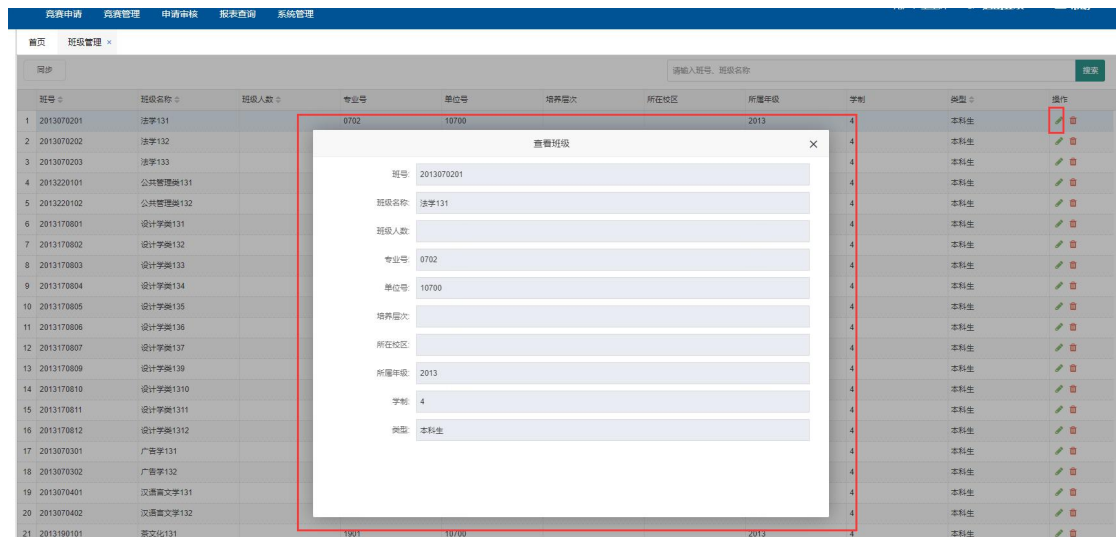 竞赛申请 竞赛管理 申请审核 报表查询 系统管理
首页 班级管理 ×
同步 请输入班号、班级名称 搜索
班号 班级名称 班级人数 专业号 单位号 培养层次 所在校区 所属年级 学制 类型 操作
1 2013070201 法学131 0702 10700 2013 4 本科生
2 2013070202 法学132 4 本科生
3 2013070203 法学133 4 本科生
4 2013220101 公共管理类131 4 本科生
5 2013220102 公共管理类132 4 本科生
6 2013170801 设计学类131 4 本科生
7 2013170802 设计学类132 4 本科生
8 2013170803 设计学类133 4 本科生
9 2013170804 设计学类134 4 本科生
10 2013170805 设计学类135 4 本科生
11 2013170806 设计学类136 4 本科生
12 2013170807 设计学类137 4 本科生
13 2013170809 设计学类139 4 本科生
14 2013170810 设计学类1310 4 本科生
15 2013170811 设计学类1311 4 本科生
16 2013170812 设计学类1312 4 本科生
17 2013070301 广告学131 4 本科生
18 2013070302 广告学132 4 本科生
19 2013070401 汉语言文学131 4 本科生
20 2013070402 汉语言文学132 4 本科生
21 2013190101 茶文化131 1901 10700 2013 4 本科生
查看班级 ×
班号: 2013070201
班级名称: 法学131
班级人数:
专业号: 0702
单位号: 10700
培养层次:
所在校区:
所属年级: 2013
学制: 4
类型: 本科生